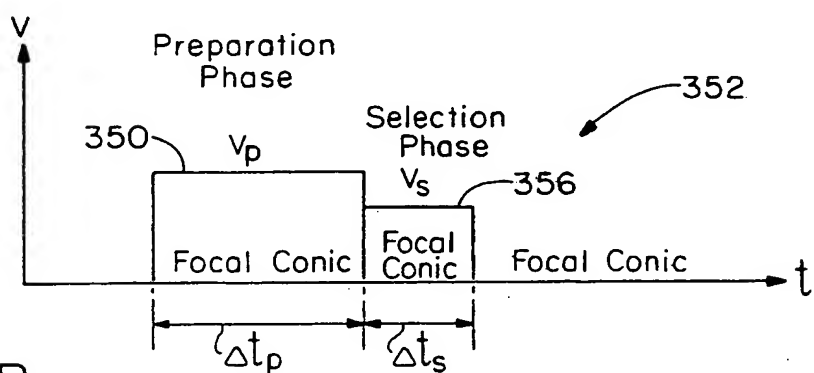 V
Preparation
Phase
352
Selection
Phase
350
Vp
Vs
356
Focal Conic
Focal
Conic
Focal Conic
t
Δtp
Δts